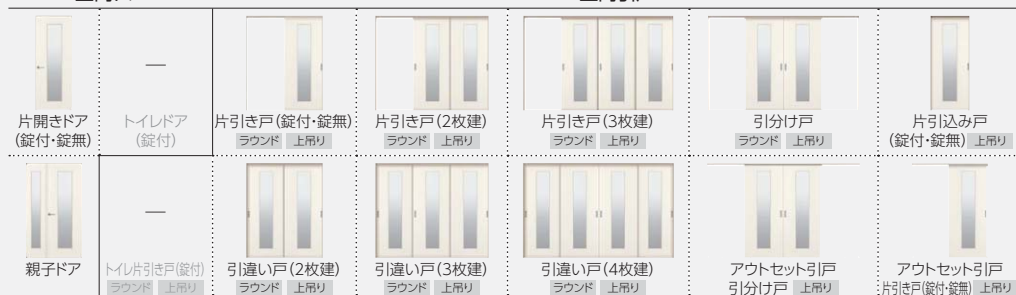 片開きドア
(錠付・錠無)
—
トイレドア
(錠付)
片引き戸(錠付・錠無)
ラウンド 上吊り
片引き戸(2枚建)
ラウンド 上吊り
片引き戸(3枚建)
ラウンド 上吊り
引分け戸
ラウンド 上吊り
片引込み戸
(錠付・錠無) 上吊り
親子ドア
—
トイレ片引き戸(錠付)
ラウンド 上吊り
引違い戸(2枚建)
ラウンド 上吊り
引違い戸(3枚建)
ラウンド 上吊り
引違い戸(4枚建)
ラウンド 上吊り
アウトセット引戸
引分け戸 上吊り
アウトセット引戸
片引き戸(錠付・錠無) 上吊り